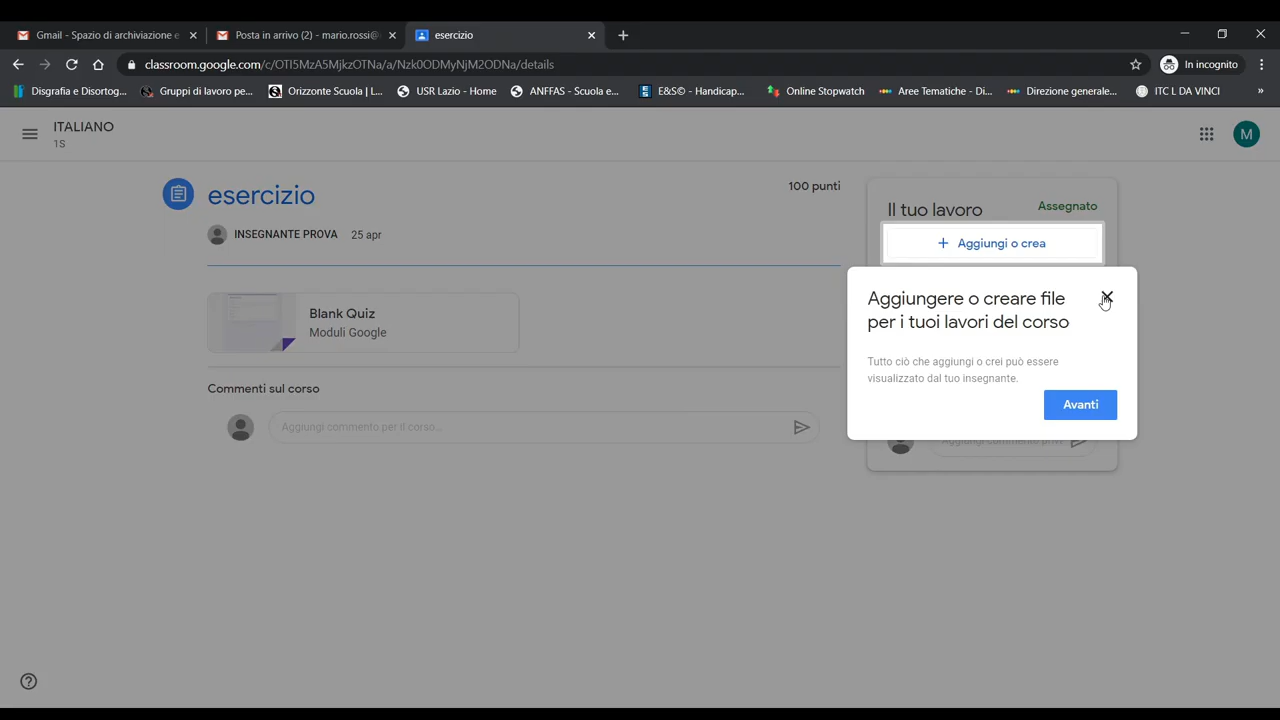 Gmail - Spazio di archiviazione e
Posta in arrivo (2) - mario.rossi@
esercizio
classroom.google.com/c/OTI5MzA5MjkzOTNa/a/Nzk0ODMyNjM2ODNa/details
In incognito
Disgrafia e Disortog...
Gruppi di lavoro pe...
Orizzonte Scuola | L...
USR Lazio - Home
ANFFAS - Scuola e...
E&S© - Handicap...
Online Stopwatch
Aree Tematiche - Di...
Direzione generale...
ITC L DA VINCI
»
ITALIANO
1S
M
esercizio
100 punti
INSEGNANTE PROVA 25 apr
Blank Quiz
Moduli Google
Commenti sul corso
Aggiungi commento per il corso...
Il tuo lavoro
Assegnato
+ Aggiungi o crea
Aggiungere o creare file
per i tuoi lavori del corso
Tutto ciò che aggiungi o crei può essere
visualizzato dal tuo insegnante.
Avanti
Aggiungi commento priva